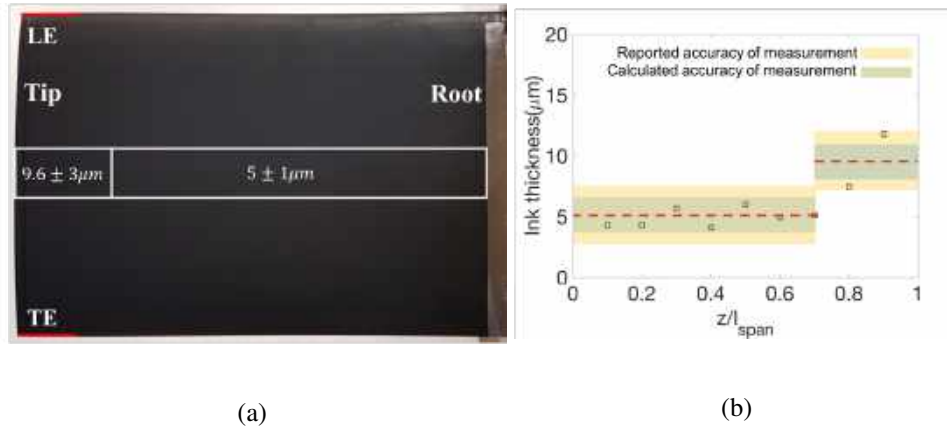 LE
Tip
Root
9.6 ± 3μm
5 ± 1μm
TE
(a)
(b)
20
15
10
5
0
Ink thickness(μm)
Reported accuracy of measurement
Calculated accuracy of measurement
0
0.2
0.4
0.6
0.8
1
z/l_span